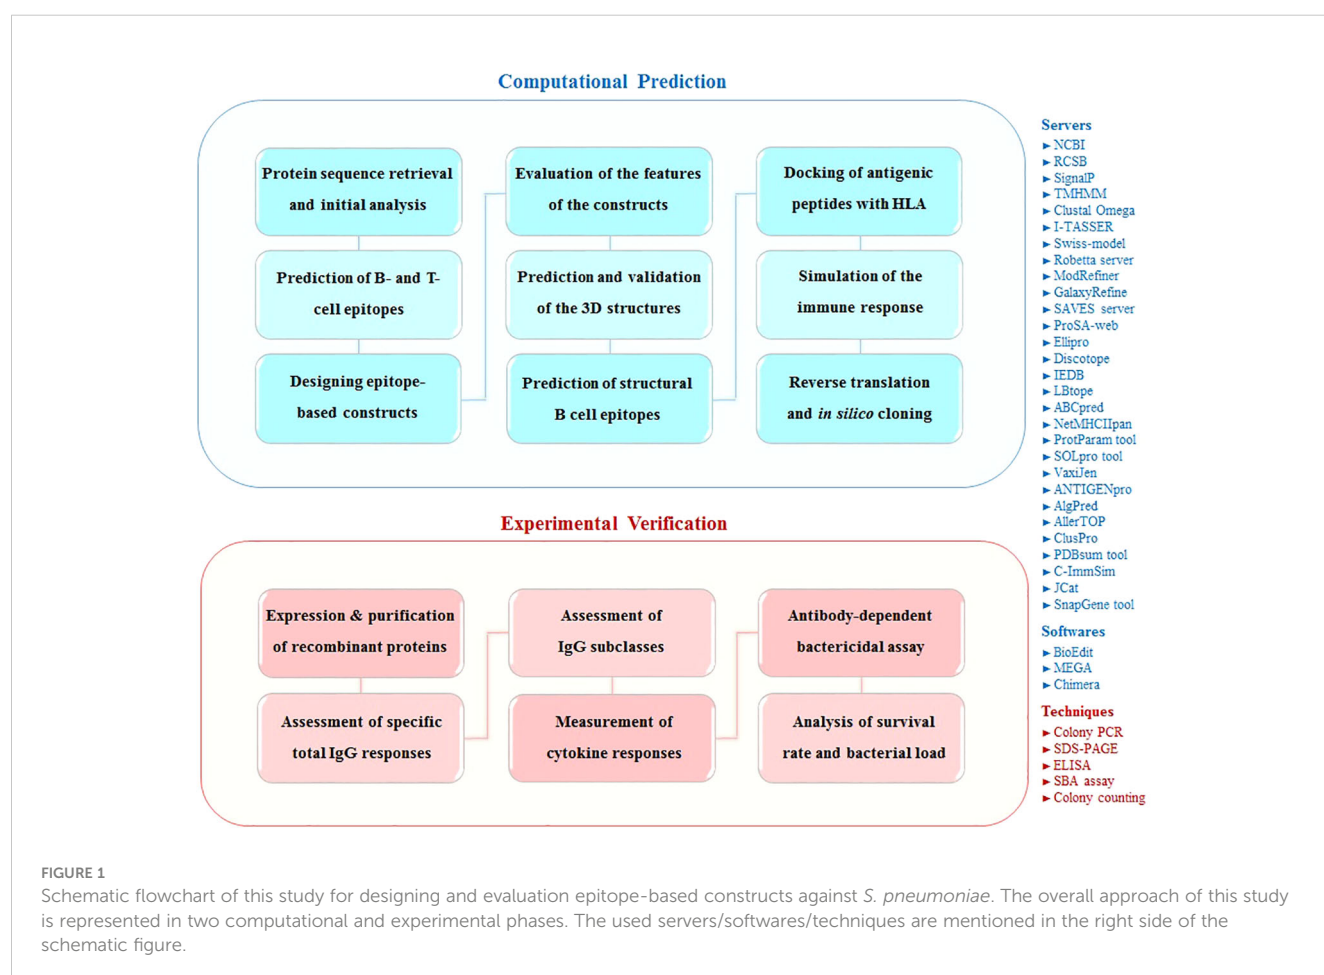 Computational Prediction
Protein sequence retrieval
and initial analysis
Prediction of B- and T-
cell epitopes
Designing epitope-
based constructs
Evaluation of the features
of the constructs
Prediction and validation
of the 3D structures
Prediction of structural
B cell epitopes
Docking of antigenic
peptides with HLA
Simulation of the
immune response
Reverse translation
and in silico cloning
Experimental Verification
Expression & purification
of recombinant proteins
Assessment of specific
total IgG responses
Assessment of
IgG subclasses
Measurement of
cytokine responses
Antibody-dependent
bactericidal assay
Analysis of survival
rate and bacterial load
Servers
► NCBI
► RCSB
► SignalP
► TMHMM
► Clustal Omega
► I-TASSER
► Swiss-model
► Robetta server
► ModRefiner
► GalaxyRefine
► SAVES server
► ProSA-web
► Ellipro
► Discotope
► IEDB
► LBtope
► ABCpred
► NetMHCIIpan
► ProtParam tool
► SOLpro tool
► VaxiJen
► ANTIGENpro
► AlgPred
► AllerTOP
► ClusPro
► PDBsum tool
► C-ImmSim
► JCat
► SnapGene tool
Softwares
► BioEdit
► MEGA
► Chimera
Techniques
► Colony PCR
► SDS-PAGE
► ELISA
► SBA assay
► Colony counting
FIGURE 1
Schematic flowchart of this study for designing and evaluation epitope-based constructs against S. pneumoniae. The overall approach of this study
is represented in two computational and experimental phases. The used servers/softwares/techniques are mentioned in the right side of the
schematic figure.